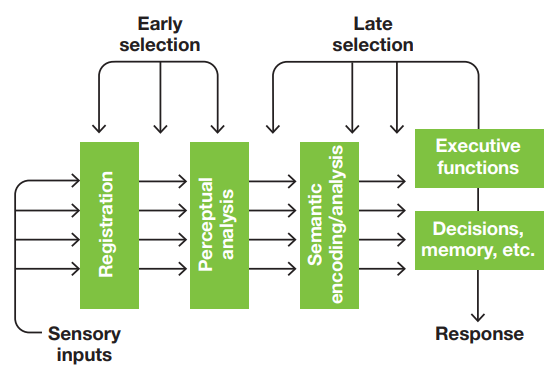 Early
selection
Late
selection
Registration
Perceptual
analysis
Semantic
encoding/analysis
Executive
functions
Decisions,
memory, etc.
Sensory
inputs
Response